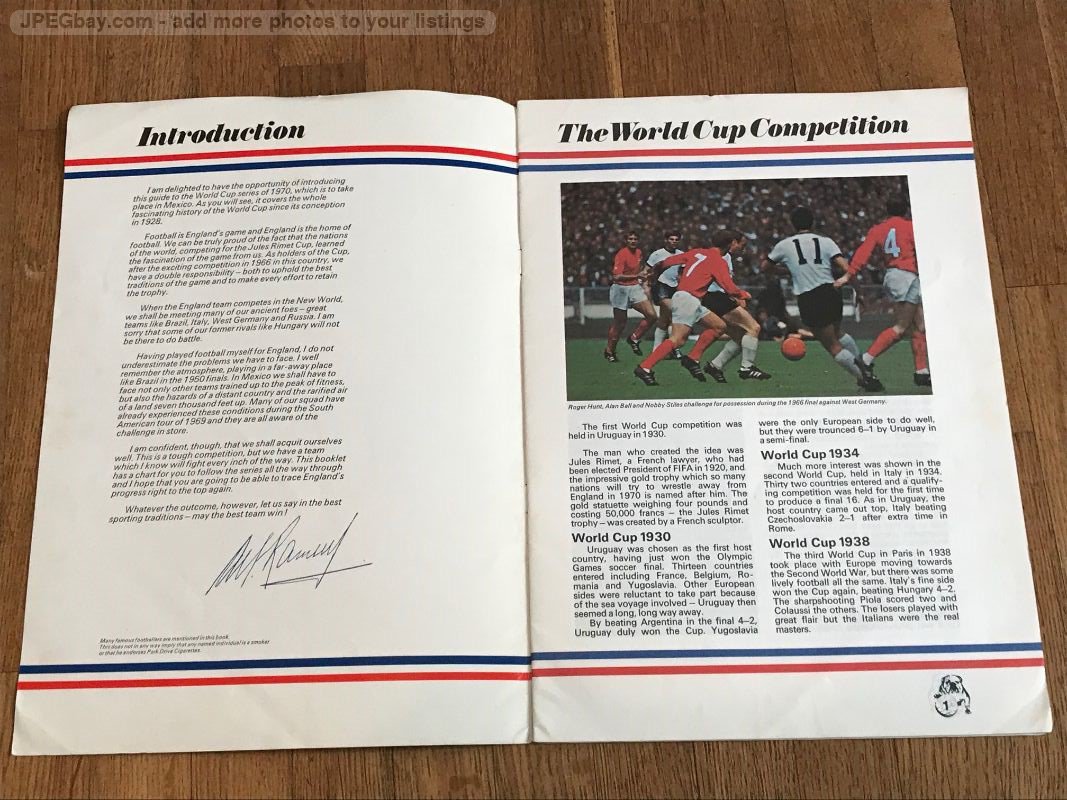 JPEGbay.com - add more photos to your listings
Introduction
I am delighted to have the opportunity of introducing
this guide to the World Cup series of 1970, which is to take
place in Mexico. As you will see, it covers the whole
fascinating history of the World Cup since its conception
in 1928.
Football is England's game and England is the home of
football. We can be truly proud of the fact that the nations
of the world, competing for the Jules Rimet Cup, learned
the fascination of the game from us. As holders of the Cup,
after the exciting competition in 1966 in this country, we
have a double responsibility – both to uphold the best
traditions of the game and to make every effort to retain
the trophy.
When the England team competes in the New World,
we shall be meeting many of our ancient foes – great
teams like Brazil, Italy, West Germany and Russia. I am
sorry that some of our former rivals like Hungary will not
be there to do battle.
Having played football myself for England, I do not
underestimate the problems we have to face. I well
remember the atmosphere, playing in a far-away place
like Brazil in the 1950 finals. In Mexico we shall have to
face not only other teams trained up to the peak of fitness,
but also the hazards of a distant country and the rarified air
of a land seven thousand feet up. Many of our squad have
already experienced these conditions during the South
American tour of 1969 and they are all aware of the
challenge in store.
I am confident, though, that we shall acquit ourselves
well. This is a tough competition, but we have a team
which I know will fight every inch of the way. This booklet
has a chart for you to follow the series all the way through
and I hope that you are going to be able to trace England's
progress right to the top again.
Whatever the outcome, however, let us say in the best
sporting traditions – may the best team win!
Alf. Ramsey
Many famous footballers are mentioned in this book.
This does not in any way imply that any named individual is a smoker
or that he endorses Park Drive Cigarettes.
The World Cup Competition
7
11
4
Roger Hunt, Alan Ball and Nobby Stiles challenge for possession during the 1966 final against West Germany.
The first World Cup competition was
held in Uruguay in 1930.
The man who created the idea was
Jules Rimet, a French lawyer, who had
been elected President of FIFA in 1920, and
the impressive gold trophy which so many
nations will try to wrestle away from
England in 1970 is named after him. The
gold statuette weighing four pounds and
costing 50,000 francs – the Jules Rimet
trophy – was created by a French sculptor.
World Cup 1930
Uruguay was chosen as the first host
country, having just won the Olympic
Games soccer final. Thirteen countries
entered including France, Belgium, Ro-
mania and Yugoslavia. Other European
sides were reluctant to take part because
of the sea voyage involved – Uruguay then
seemed a long, long way away.
By beating Argentina in the final 4–2,
Uruguay duly won the Cup. Yugoslavia
were the only European side to do well,
but they were trounced 6–1 by Uruguay in
a semi-final.
World Cup 1934
Much more interest was shown in the
second World Cup, held in Italy in 1934.
Thirty two countries entered and a qualify-
ing competition was held for the first time
to produce a final 16. As in Uruguay, the
host country came out top, Italy beating
Czechoslovakia 2–1 after extra time in
Rome.
World Cup 1938
The third World Cup in Paris in 1938
took place with Europe moving towards
the Second World War, but there was some
lively football all the same. Italy's fine side
won the Cup again, beating Hungary 4–2.
The sharpshooting Piola scored two and
Colaussi the others. The losers played with
great flair but the Italians were the real
masters.
1